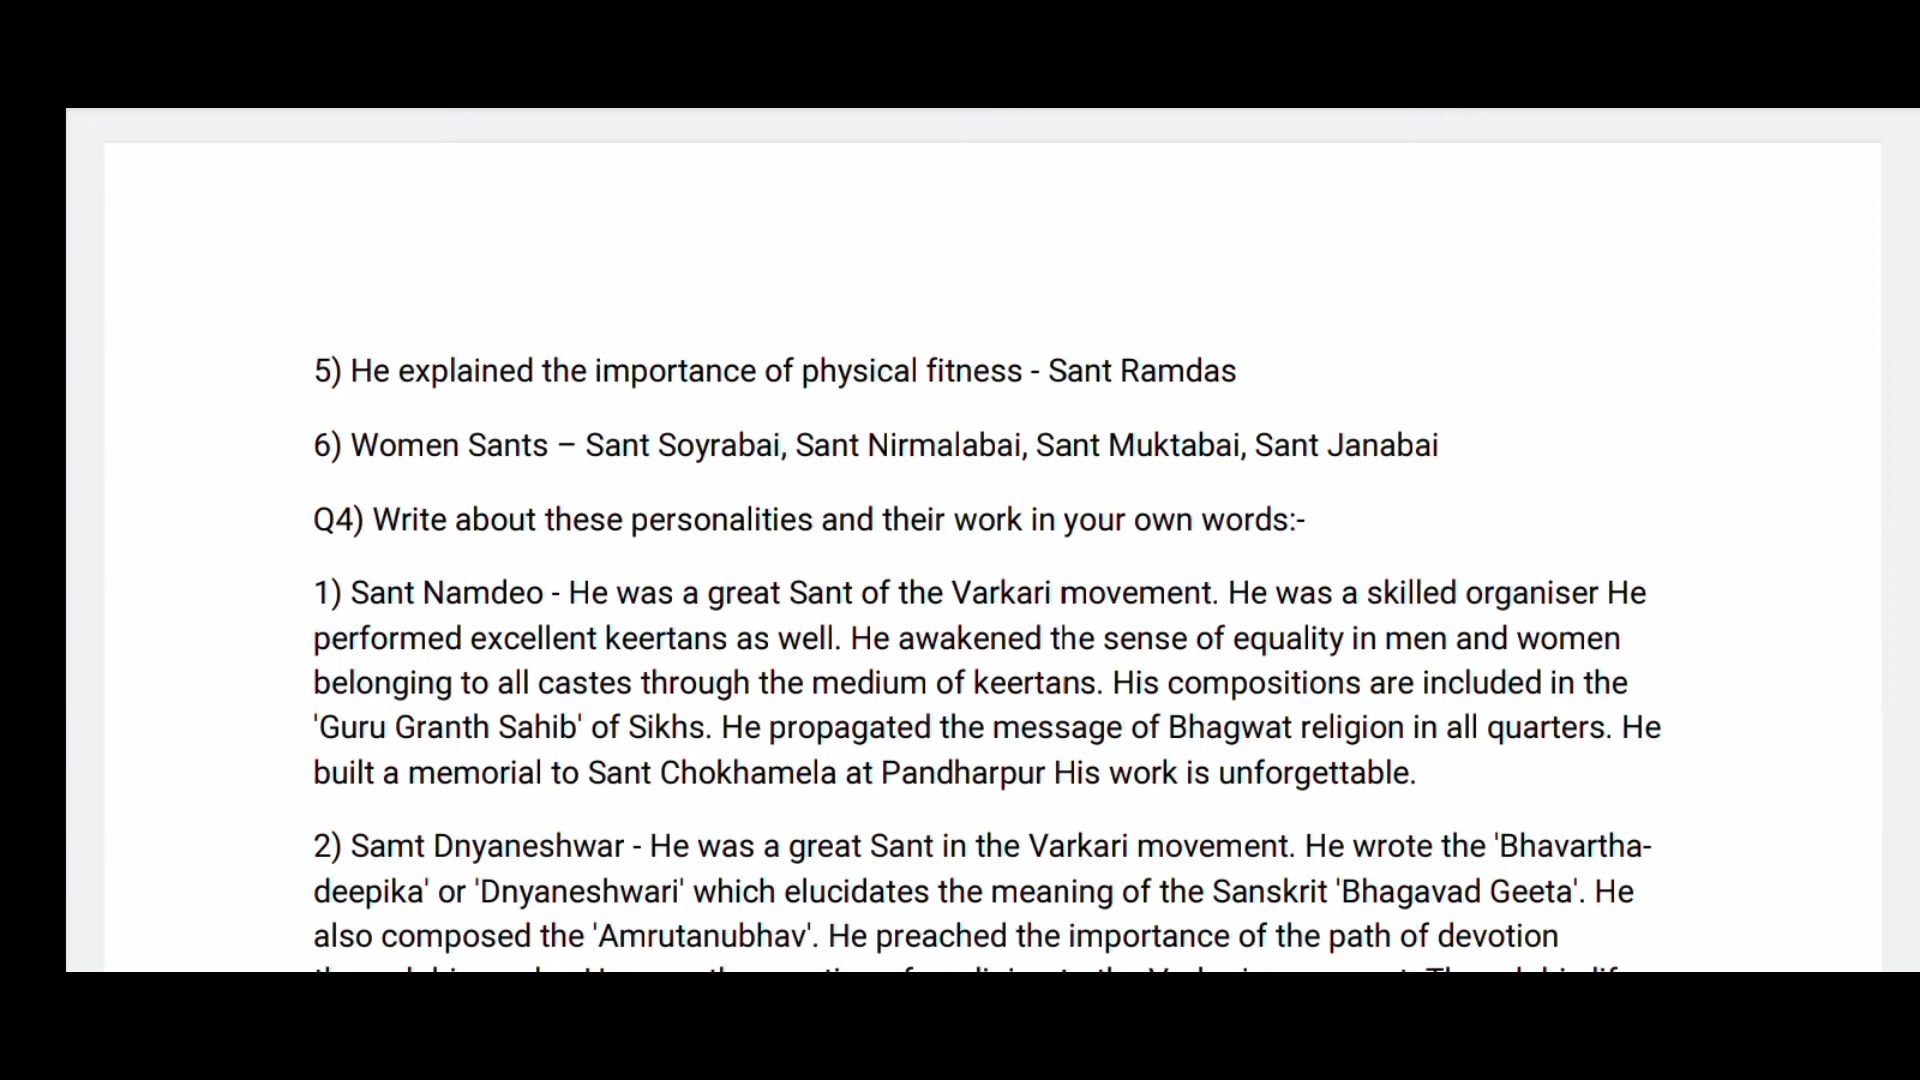 5) He explained the importance of physical fitness - Sant Ramdas
6) Women Sants – Sant Soyrabai, Sant Nirmalabai, Sant Muktabai, Sant Janabai
Q4) Write about these personalities and their work in your own words:-
1) Sant Namdeo - He was a great Sant of the Varkari movement. He was a skilled organiser He
performed excellent keertans as well. He awakened the sense of equality in men and women
belonging to all castes through the medium of keertans. His compositions are included in the
'Guru Granth Sahib' of Sikhs. He propagated the message of Bhagwat religion in all quarters. He
built a memorial to Sant Chokhamela at Pandharpur His work is unforgettable.
2) Samt Dnyaneshwar - He was a great Sant in the Varkari movement. He wrote the 'Bhavartha-
deepika' or 'Dnyaneshwari' which elucidates the meaning of the Sanskrit 'Bhagavad Geeta'. He
also composed the 'Amrutanubhav'. He preached the importance of the path of devotion